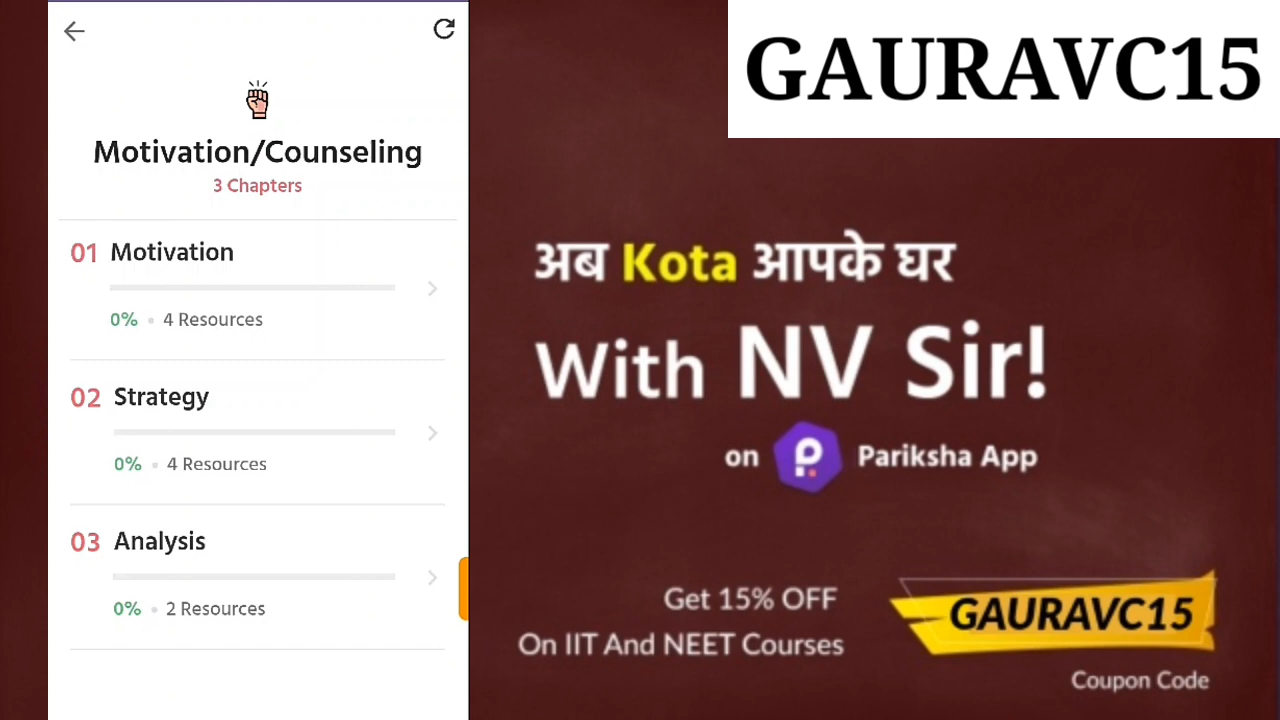 Motivation/Counseling
3 Chapters
01 Motivation
0% • 4 Resources
02 Strategy
0% • 4 Resources
03 Analysis
0% • 2 Resources
GAURAVC15
अब Kota आपके घर
With NV Sir!
on Pariksha App
Get 15% OFF
On IIT And NEET Courses
GAURAVC15
Coupon Code